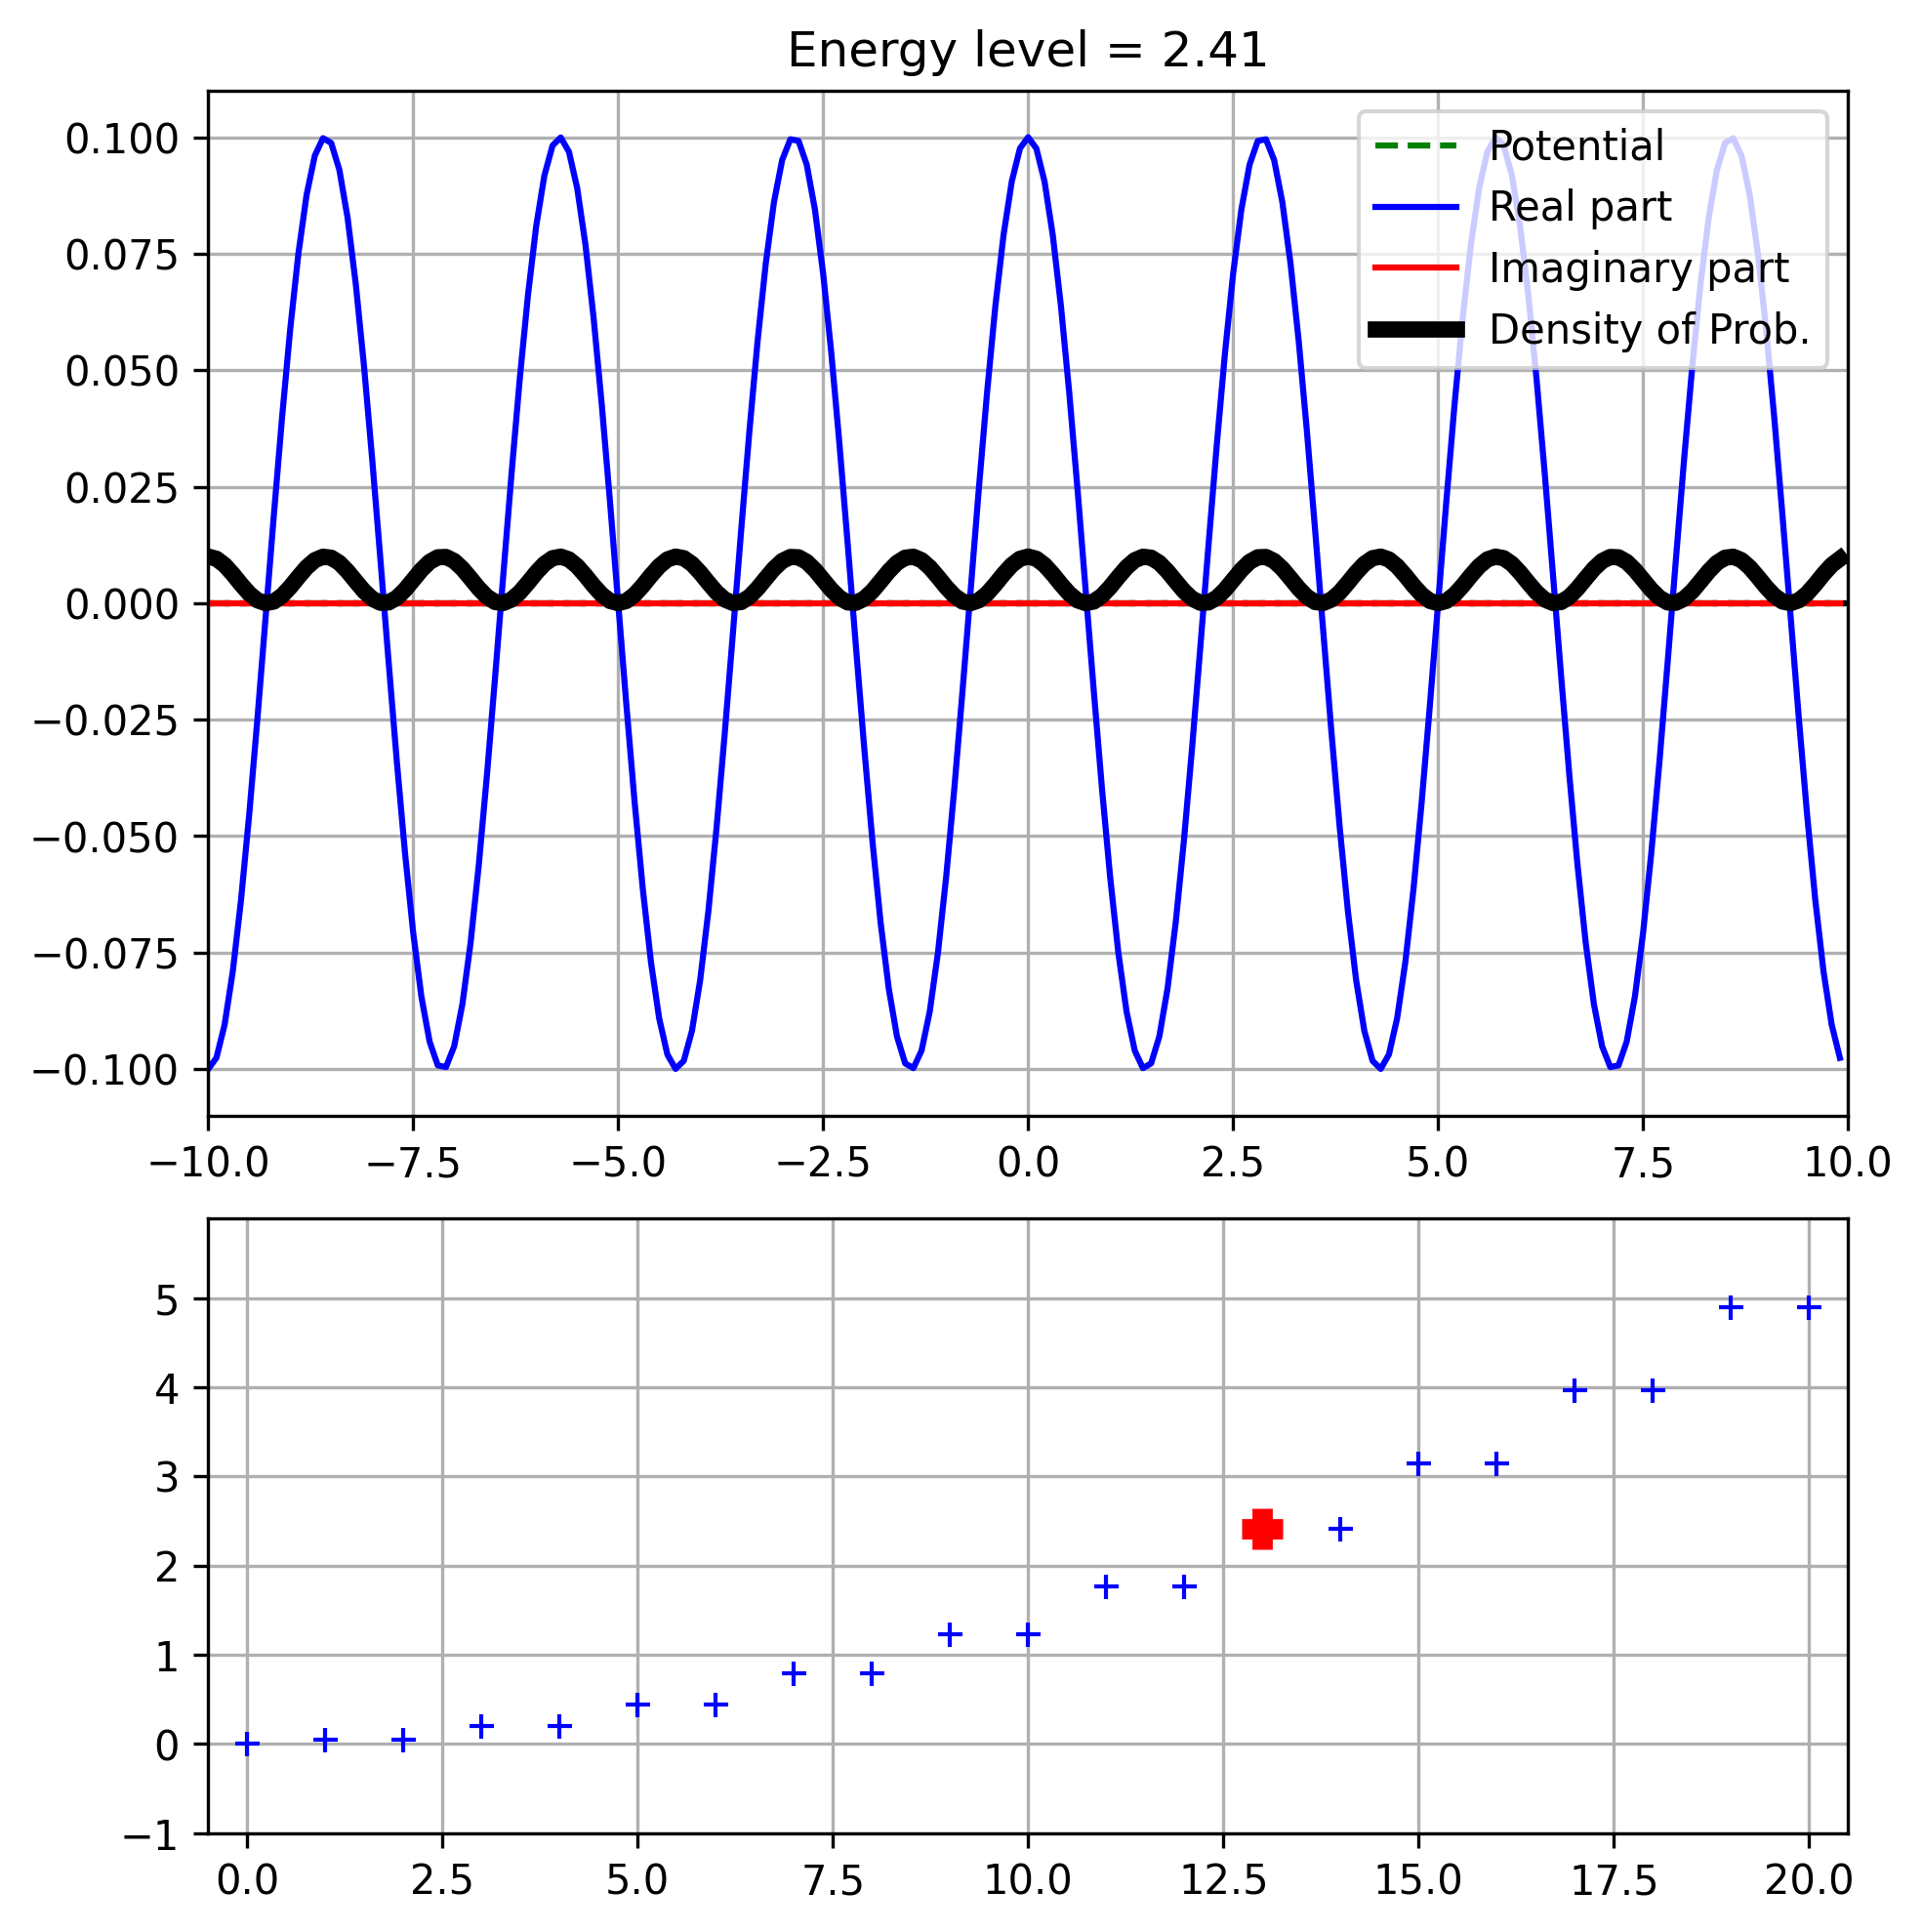 Energy level = 2.41
Potential
Real part
Imaginary part
Density of Prob.
0.100
0.075
0.050
0.025
0.000
−0.025
−0.050
−0.075
−0.100
−10.0 −7.5 −5.0 −2.5 0.0 2.5 5.0 7.5 10.0
5
4
3
2
1
0
−1
0.0 2.5 5.0 7.5 10.0 12.5 15.0 17.5 20.0